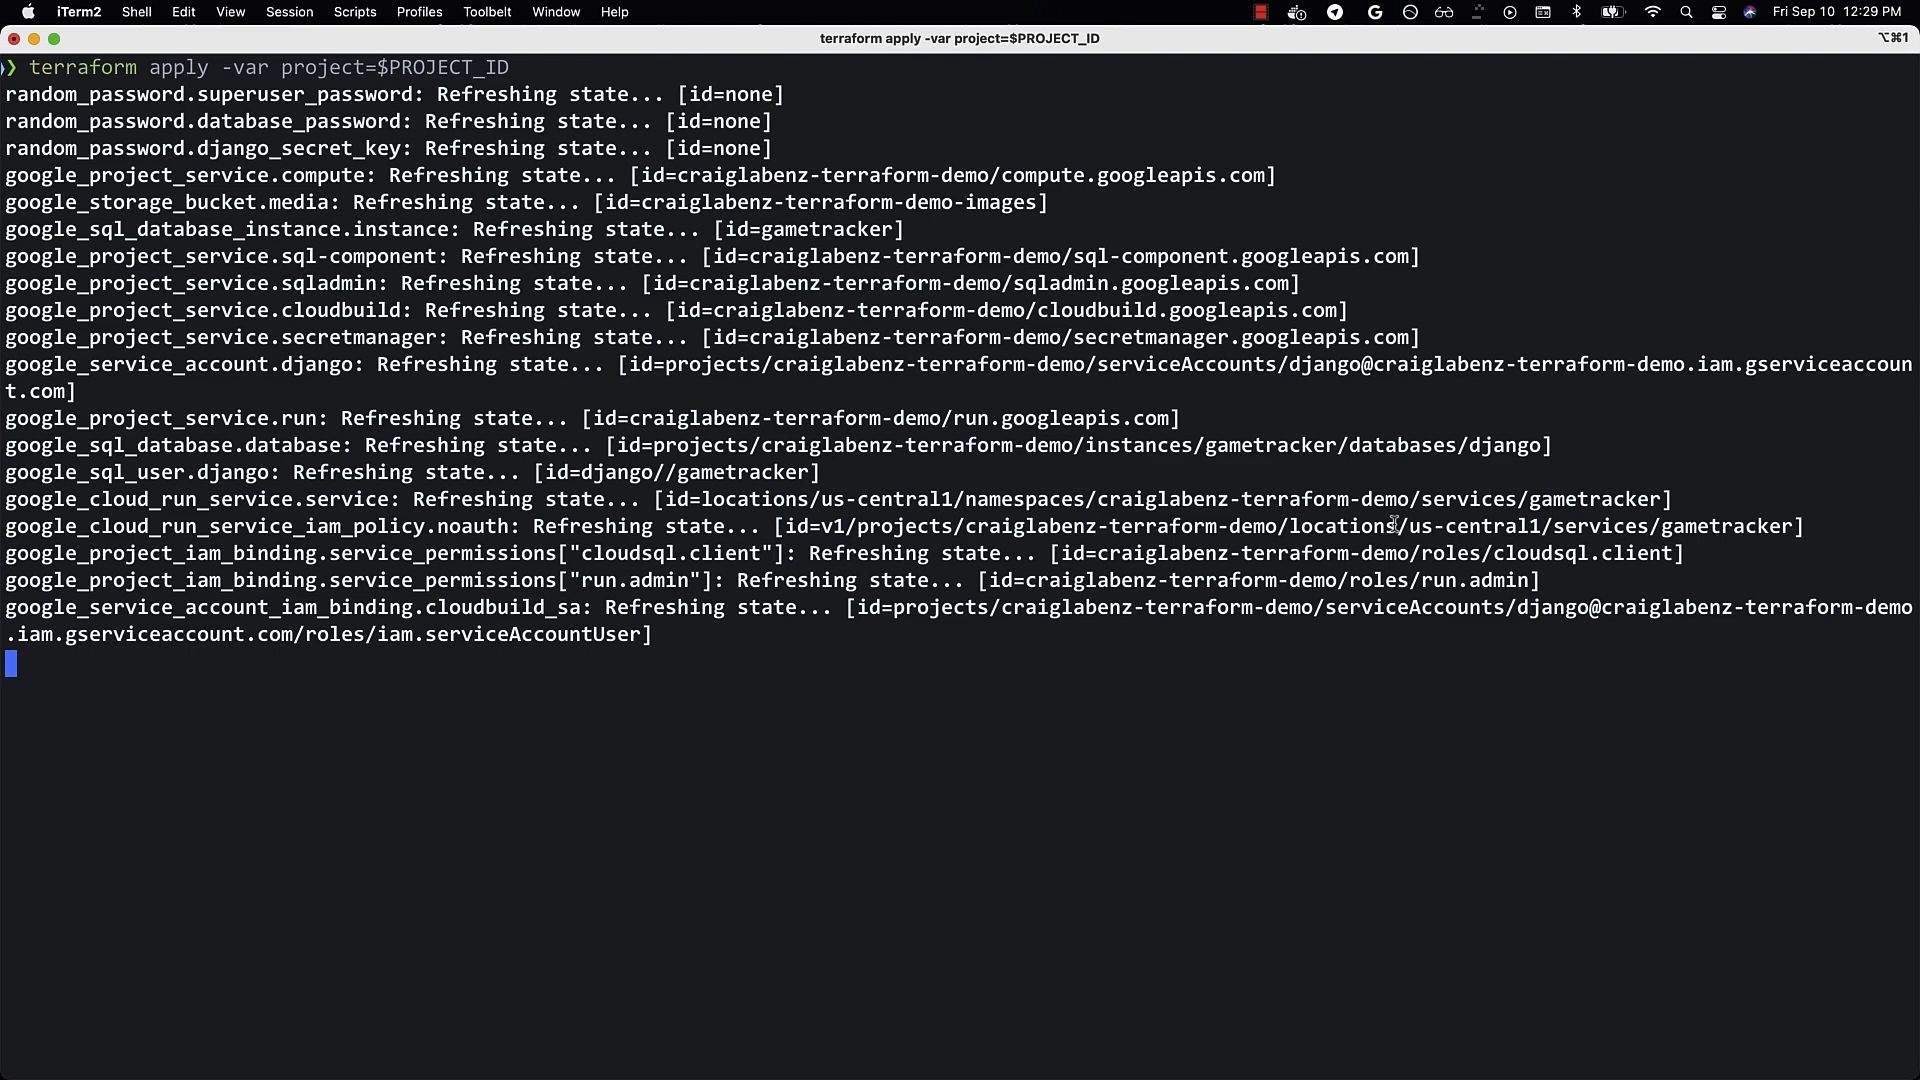 iTerm2 Shell Edit View Session Scripts Profiles Toolbelt Window Help Fri Sep 10 12:29 PM
terraform apply -var project=$PROJECT_ID ⌥⌘1
❯ terraform apply -var project=$PROJECT_ID
random_password.superuser_password: Refreshing state... [id=none]
random_password.database_password: Refreshing state... [id=none]
random_password.django_secret_key: Refreshing state... [id=none]
google_project_service.compute: Refreshing state... [id=craiglabenz-terraform-demo/compute.googleapis.com]
google_storage_bucket.media: Refreshing state... [id=craiglabenz-terraform-demo-images]
google_sql_database_instance.instance: Refreshing state... [id=gametracker]
google_project_service.sql-component: Refreshing state... [id=craiglabenz-terraform-demo/sql-component.googleapis.com]
google_project_service.sqladmin: Refreshing state... [id=craiglabenz-terraform-demo/sqladmin.googleapis.com]
google_project_service.cloudbuild: Refreshing state... [id=craiglabenz-terraform-demo/cloudbuild.googleapis.com]
google_project_service.secretmanager: Refreshing state... [id=craiglabenz-terraform-demo/secretmanager.googleapis.com]
google_service_account.django: Refreshing state... [id=projects/craiglabenz-terraform-demo/serviceAccounts/django@craiglabenz-terraform-demo.iam.gserviceaccoun
t.com]
google_project_service.run: Refreshing state... [id=craiglabenz-terraform-demo/run.googleapis.com]
google_sql_database.database: Refreshing state... [id=projects/craiglabenz-terraform-demo/instances/gametracker/databases/django]
google_sql_user.django: Refreshing state... [id=django//gametracker]
google_cloud_run_service.service: Refreshing state... [id=locations/us-central1/namespaces/craiglabenz-terraform-demo/services/gametracker]
google_cloud_run_service_iam_policy.noauth: Refreshing state... [id=v1/projects/craiglabenz-terraform-demo/locations/us-central1/services/gametracker]
google_project_iam_binding.service_permissions["cloudsql.client"]: Refreshing state... [id=craiglabenz-terraform-demo/roles/cloudsql.client]
google_project_iam_binding.service_permissions["run.admin"]: Refreshing state... [id=craiglabenz-terraform-demo/roles/run.admin]
google_service_account_iam_binding.cloudbuild_sa: Refreshing state... [id=projects/craiglabenz-terraform-demo/serviceAccounts/django@craiglabenz-terraform-demo
.iam.gserviceaccount.com/roles/iam.serviceAccountUser]